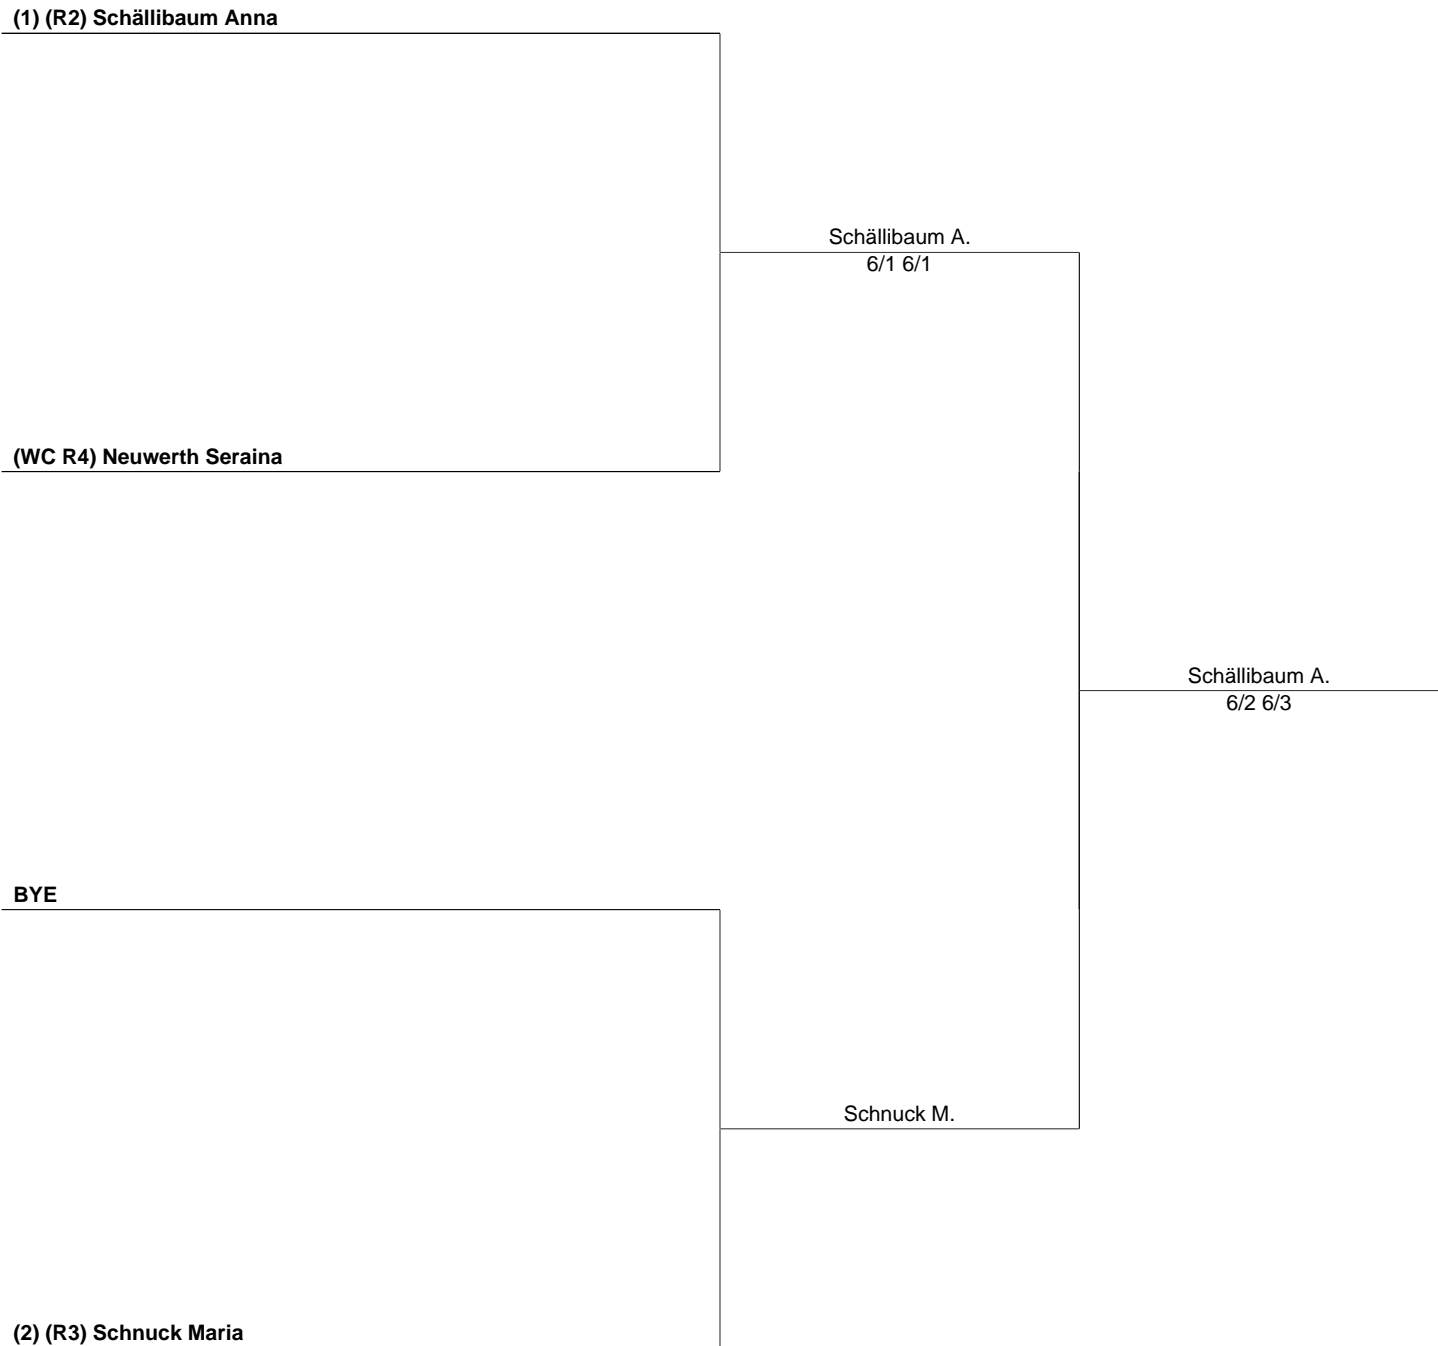 (1) (R2) Schällibaum Anna
Schällibaum A.
6/1 6/1
(WC R4) Neuwerth Seraina
Schällibaum A.
6/2 6/3
BYE
Schnuck M.
(2) (R3) Schnuck Maria